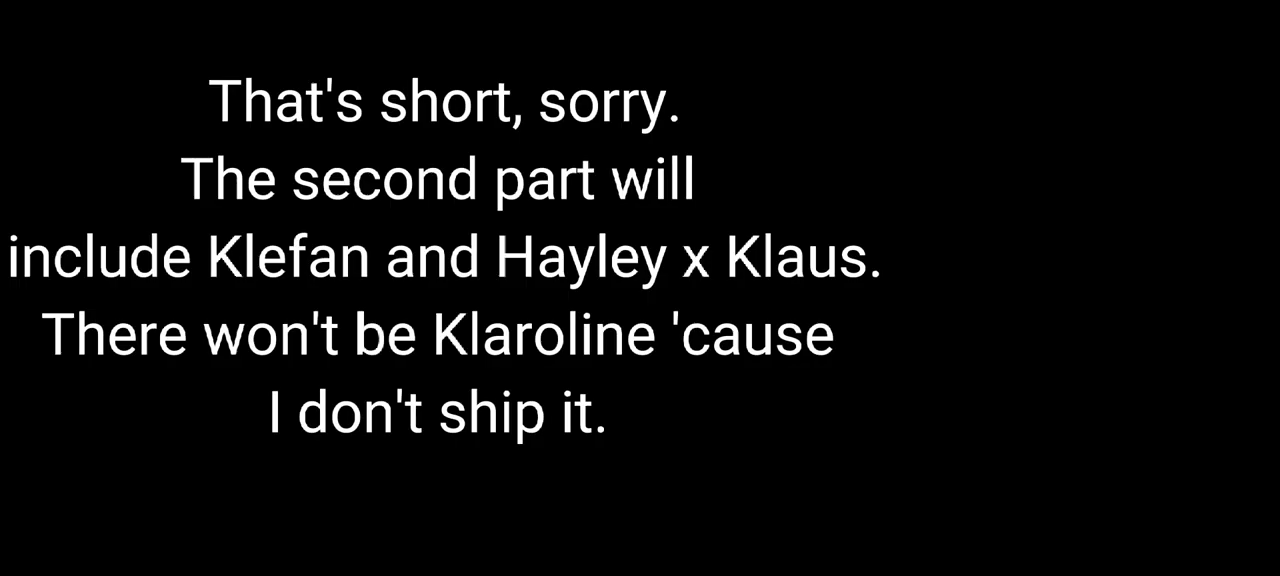 That's short, sorry.
The second part will
include Klefan and Hayley x Klaus.
There won't be Klaroline 'cause
I don't ship it.